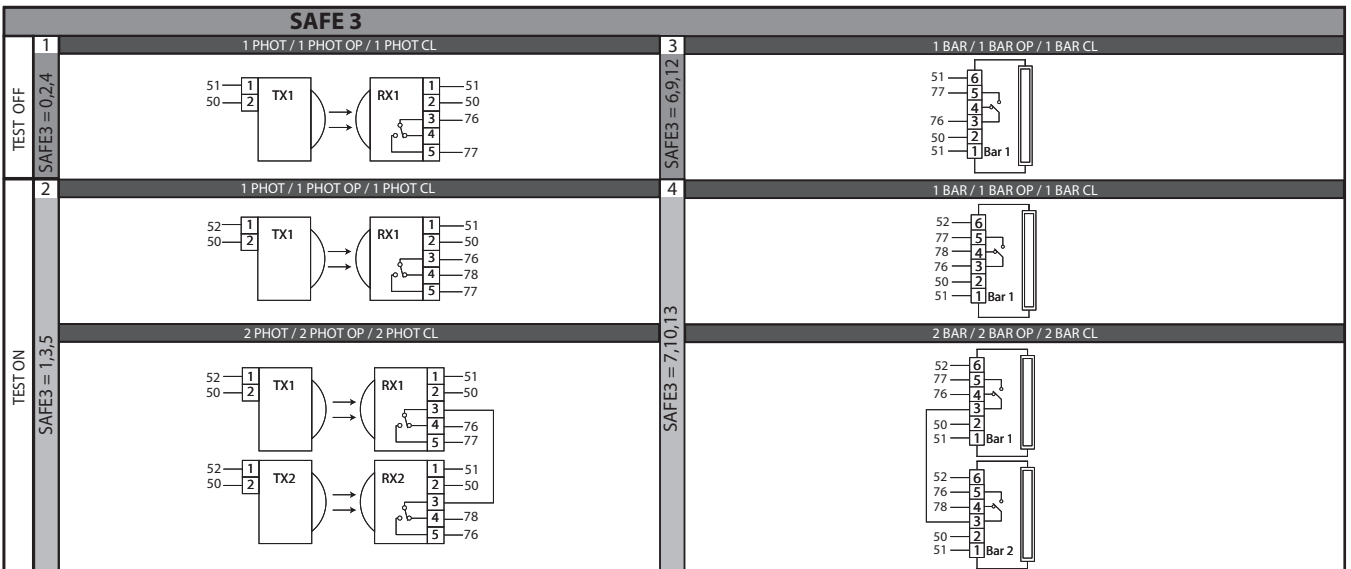 SAFE 3
TEST OFF
SAFE3 = 0,2,4
1
1 PHOT / 1 PHOT OP / 1 PHOT CL
51 1 TX1 RX1 1 51
50 2 2 50
3 76
4
5 77
SAFE3 = 6,9,12
3
1 BAR / 1 BAR OP / 1 BAR CL
51 6
77 5
4
76 3
50 2
51 1 Bar 1
TEST ON
SAFE3 = 1,3,5
2
1 PHOT / 1 PHOT OP / 1 PHOT CL
52 1 TX1 RX1 1 51
50 2 2 50
3 76
4 78
5 77
2 PHOT / 2 PHOT OP / 2 PHOT CL
52 1 TX1 RX1 1 51
50 2 2 50
3
4 76
5 77
52 1 TX2 RX2 1 51
50 2 2 50
3
4 78
5 76
SAFE3 = 7,10,13
4
1 BAR / 1 BAR OP / 1 BAR CL
52 6
77 5
78 4
76 3
50 2
51 1 Bar 1
2 BAR / 2 BAR OP / 2 BAR CL
52 6
77 5
76 4
3
50 2
51 1 Bar 1
52 6
76 5
78 4
3
50 2
51 1 Bar 2